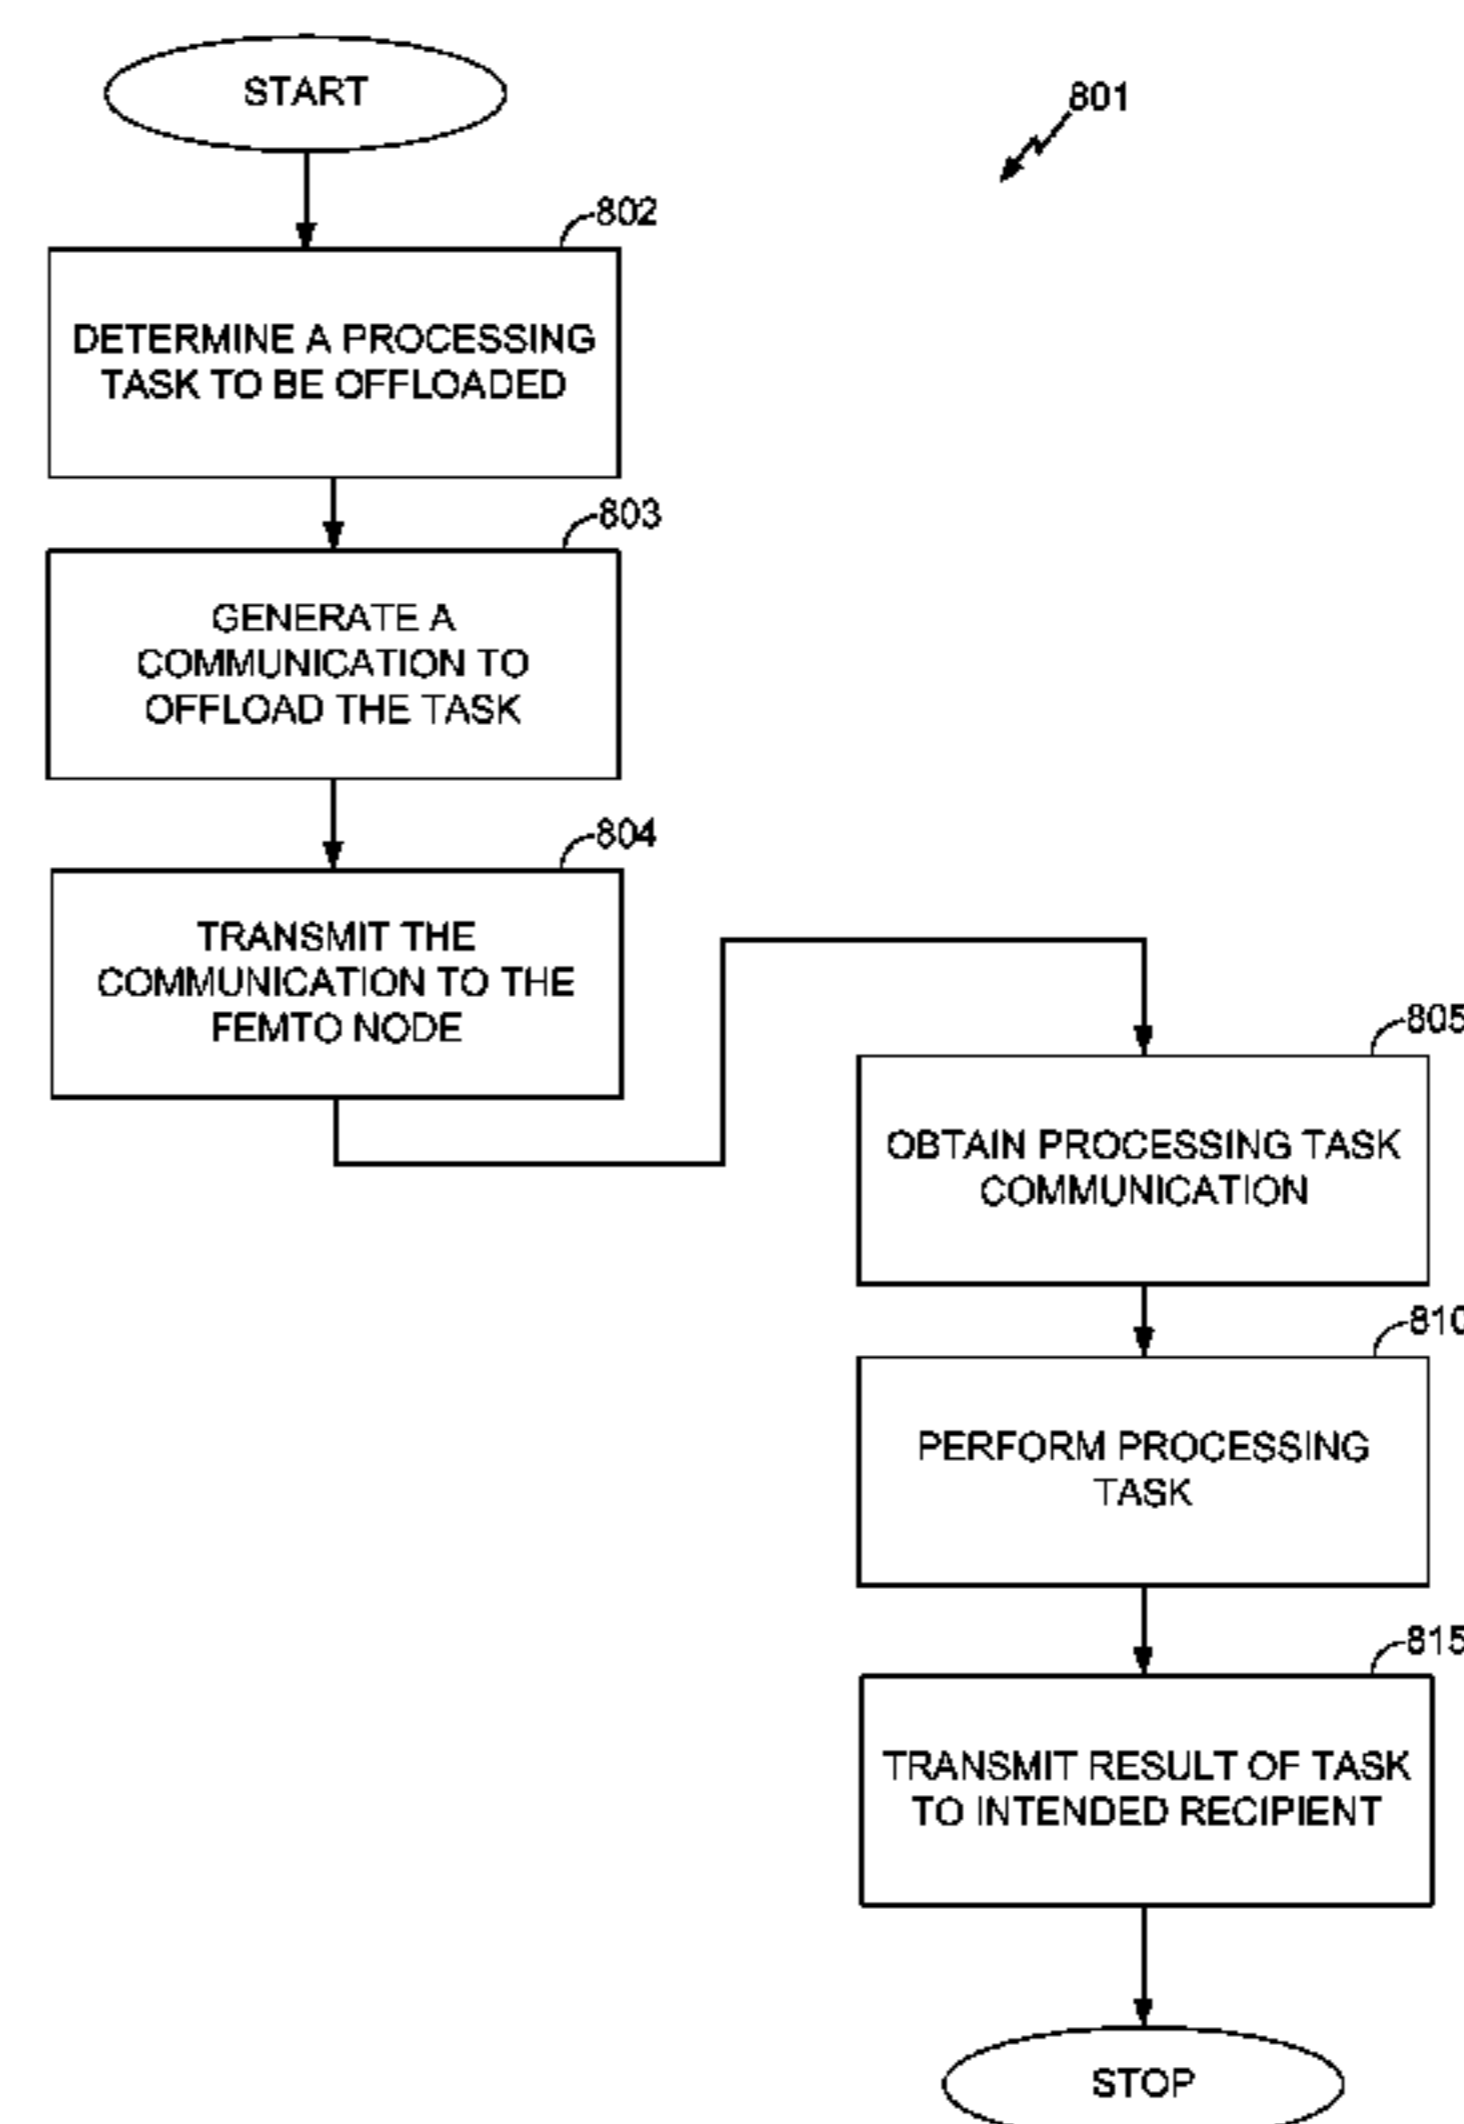 START
801
802
DETERMINE A PROCESSING
TASK TO BE OFFLOADED
803
GENERATE A
COMMUNICATION TO
OFFLOAD THE TASK
804
TRANSMIT THE
COMMUNICATION TO THE
FEMTO NODE
805
OBTAIN PROCESSING TASK
COMMUNICATION
810
PERFORM PROCESSING
TASK
815
TRANSMIT RESULT OF TASK
TO INTENDED RECIPIENT
STOP